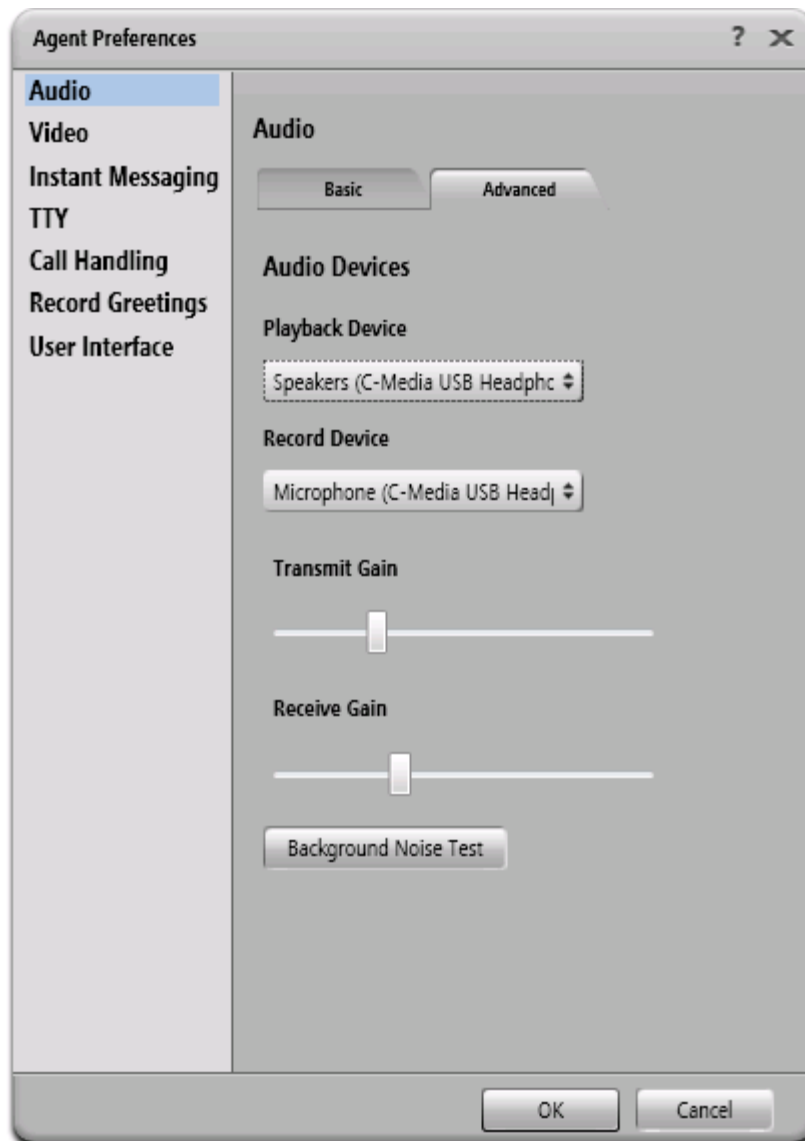 Agent Preferences ?
Audio
Video
Instant Messaging
TTY
Call Handling
Record Greetings
User Interface
Audio
Basic Advanced
Audio Devices
Playback Device
Speakers (C-Media USB Headphc
Record Device
Microphone (C-Media USB Head
Transmit Gain
Receive Gain
Background Noise Test
OK Cancel